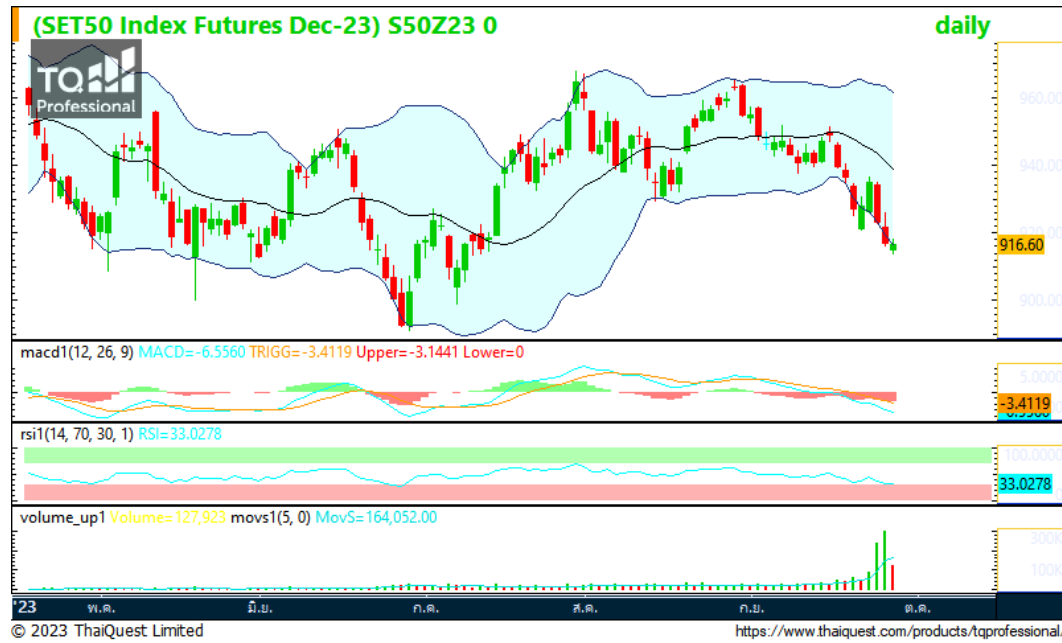 (SET50 Index Futures Dec-23) S50Z23 0 daily
TQ
Professional
960.00
940.00
920.00
916.60
900.00
macd1(12, 26, 9) MACD=-6.5560 TRIGG=-3.4119 Upper=-3.1441 Lower=0
5.0000
-3.4119
-6.5560
rsi1(14, 70, 30, 1) RSI=33.0278
100.0000
33.0278
volume_up1 Volume=127,923 movs1(5, 0) MovS=164,052.00
300K
100K
'23 พ.ค. มิ.ย. ก.ค. ส.ค. ก.ย. ต.ค.
© 2023 ThaiQuest Limited https://www.thaiquest.com/products/tqprofessional